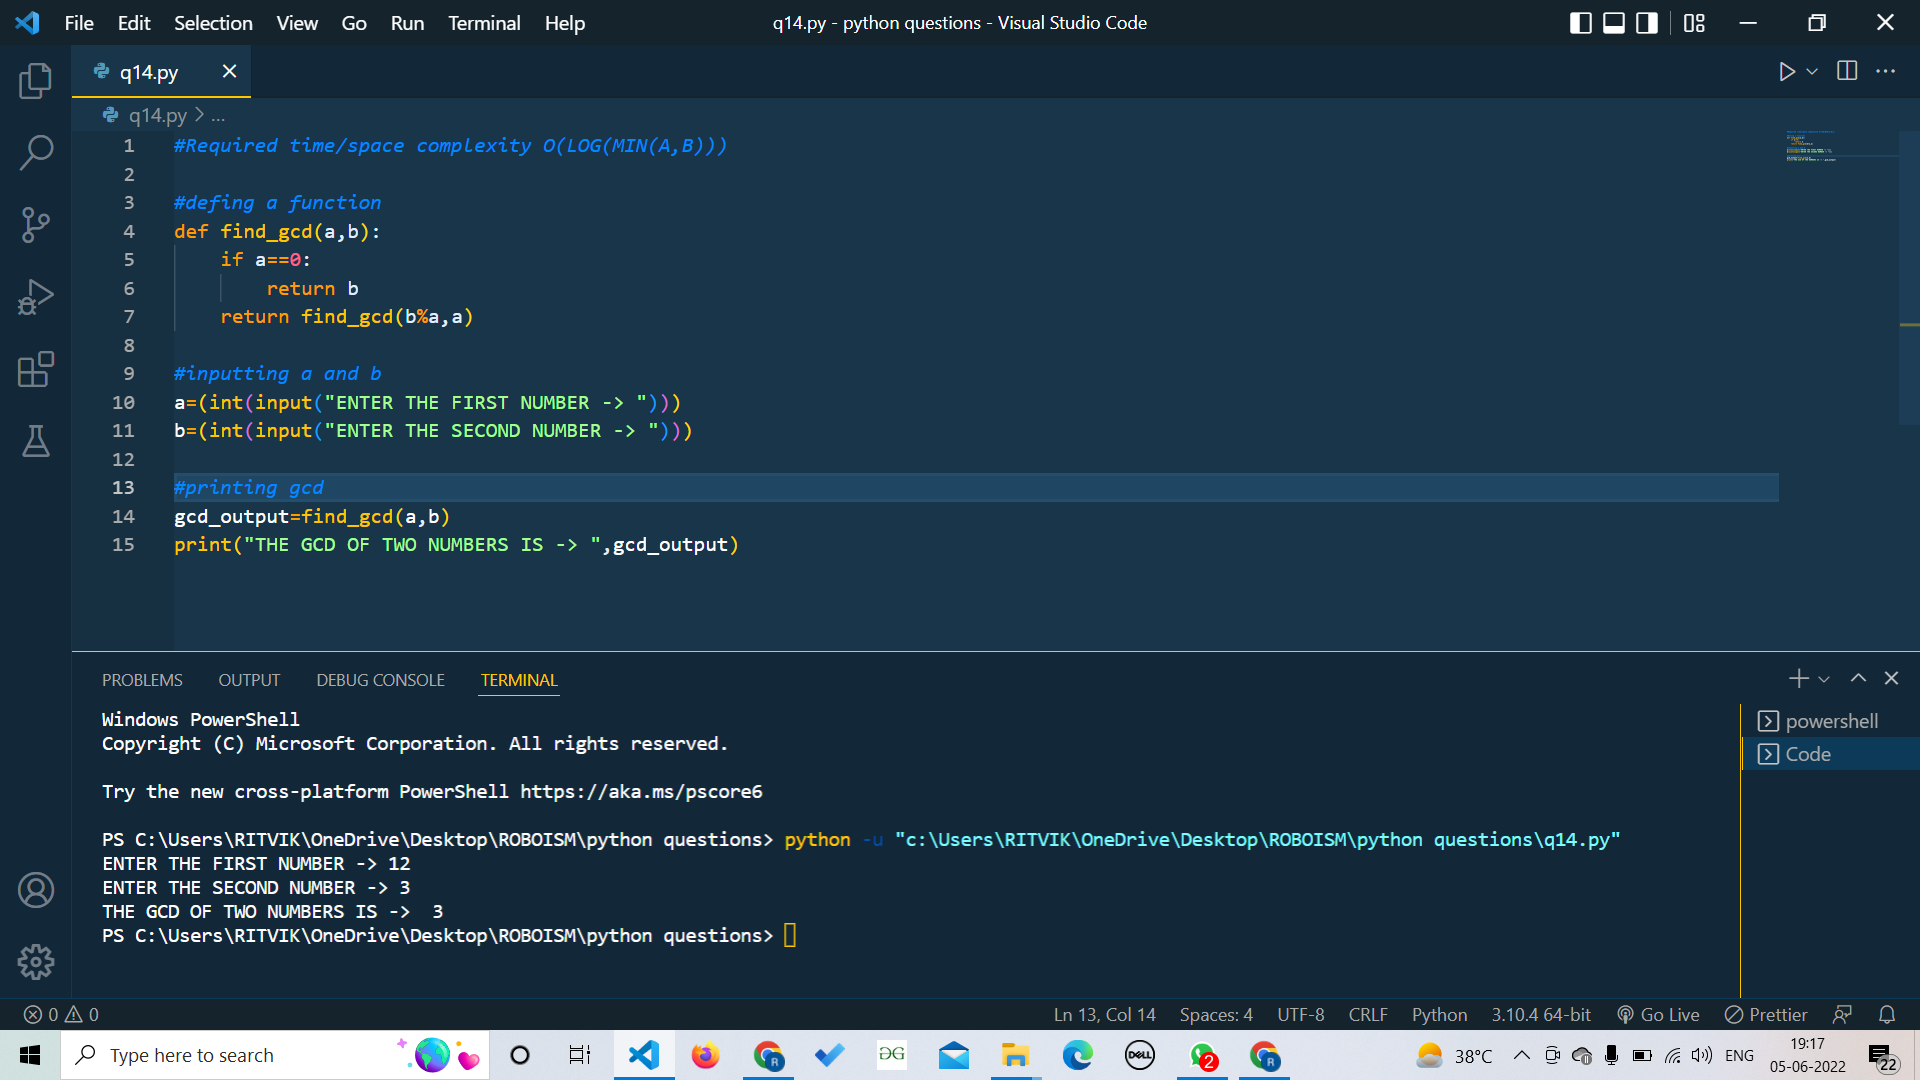 File Edit Selection View Go Run Terminal Help q14.py - python questions - Visual Studio Code
q14.py
q14.py > ...
1 #Required time/space complexity O(LOG(MIN(A,B)))
2
3 #defing a function
4 def find_gcd(a,b):
5     if a==0:
6         return b
7     return find_gcd(b%a,a)
8
9 #inputting a and b
10 a=(int(input("ENTER THE FIRST NUMBER -> ")))
11 b=(int(input("ENTER THE SECOND NUMBER -> ")))
12
13 #printing gcd
14 gcd_output=find_gcd(a,b)
15 print("THE GCD OF TWO NUMBERS IS -> ",gcd_output)
PROBLEMS OUTPUT DEBUG CONSOLE TERMINAL
Windows PowerShell
Copyright (C) Microsoft Corporation. All rights reserved.
Try the new cross-platform PowerShell https://aka.ms/pscore6
PS C:\Users\RITVIK\OneDrive\Desktop\ROBOISM\python questions> python -u "c:\Users\RITVIK\OneDrive\Desktop\ROBOISM\python questions\q14.py"
ENTER THE FIRST NUMBER -> 12
ENTER THE SECOND NUMBER -> 3
THE GCD OF TWO NUMBERS IS ->  3
PS C:\Users\RITVIK\OneDrive\Desktop\ROBOISM\python questions>
powershell
Code
0 0 Ln 13, Col 14 Spaces: 4 UTF-8 CRLF Python 3.10.4 64-bit Go Live Prettier
Type here to search
R
DELL
2
R
38°C
ENG
19:17
05-06-2022
22